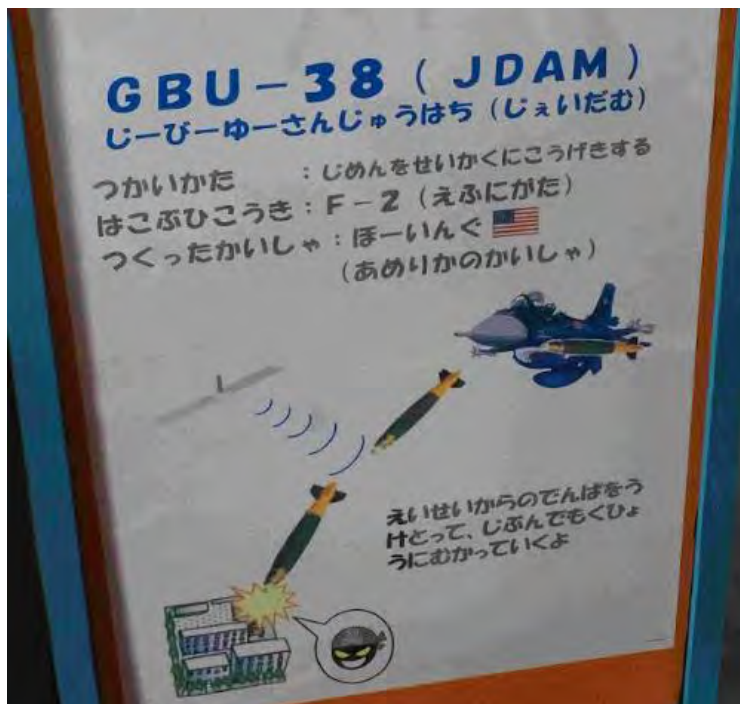 GBU-38 (JDAM)
じーびーゆーさんじゅうはち (じぇいだむ)
つかいかた :じめんをせいかくにこうげきする
はこぶひこうき:F-2 (えふにがた)
つくったかいしゃ:ぼーいんぐ
(あめりかのかいしゃ)
えいせいからのでんぱをう
けとって、じぶんでもくひょ
うにむかっていくよ